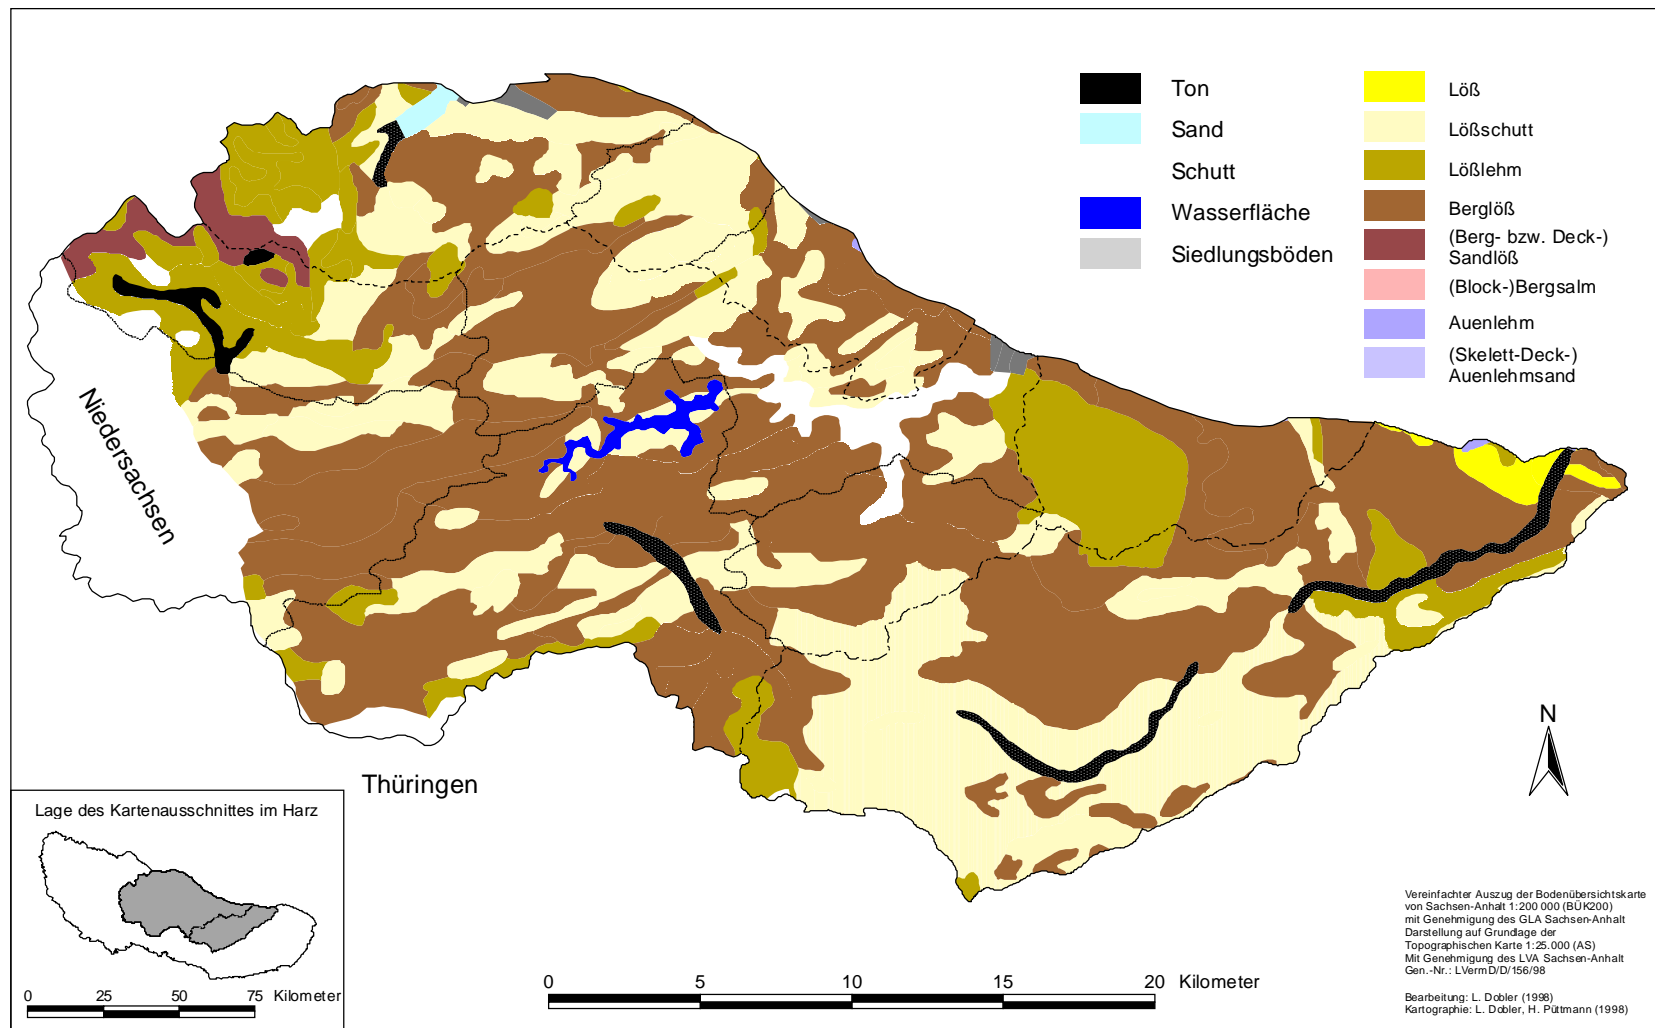 Ton
Sand
Schutt
Wasserfläche
Siedlungsböden
Löß
Lößschutt
Lößlehm
Berglöß
(Berg- bzw. Deck-)
Sandlöß
(Block-)Bergsalm
Auenlehm
(Skelett-Deck-)
Auenlehmsand
Niedersachsen
Thüringen
N
Lage des Kartenausschnittes im Harz
0 25 50 75 Kilometer
0 5 10 15 20 Kilometer
Vereinfachter Auszug der Bodenübersichtskarte
von Sachsen-Anhalt 1:200 000 (BÜK200)
mit Genehmigung des GLA Sachsen-Anhalt
Darstellung auf Grundlage der
Topographischen Karte 1:25.000 (AS)
Mit Genehmigung des LVA Sachsen-Anhalt
Gen.-Nr.: LVermD/D/156/98
Bearbeitung: L. Dobler (1998)
Kartographie: L. Dobler, H. Püttmann (1998)